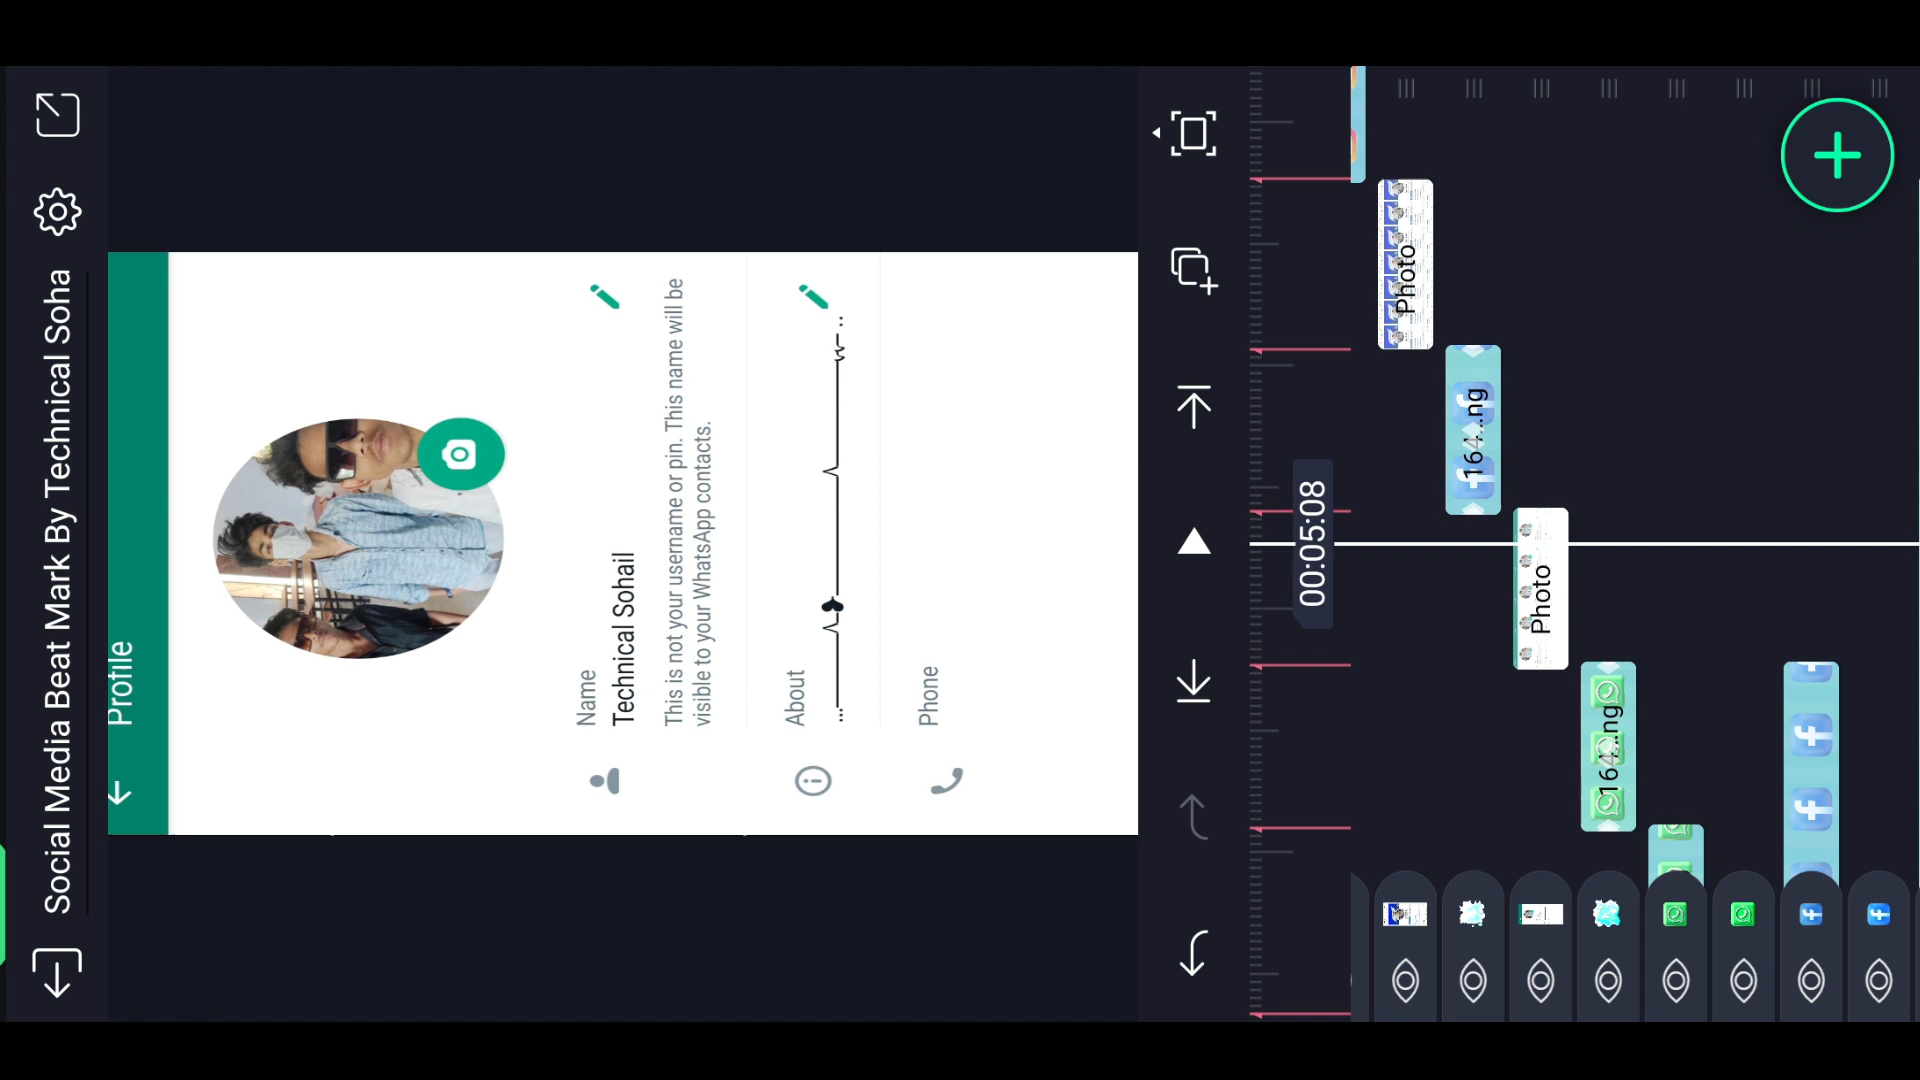 Social Media Beat Mark By Technical Soha
Profile
Name
Technical Sohail
This is not your username or pin. This name will be
visible to your WhatsApp contacts.
About
Phone
00:05:08
Photo
164...ng
Photo
164...ng